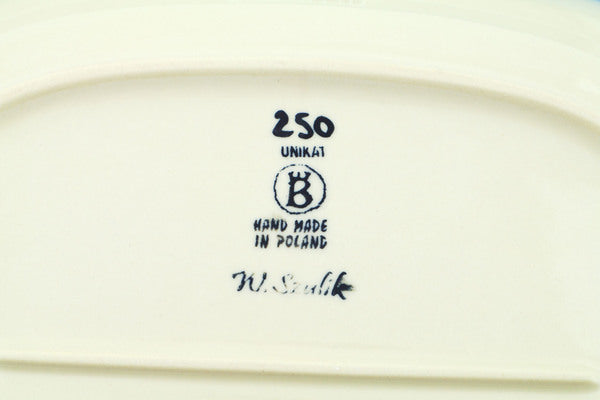 250
UNIKAT
B
HAND MADE
IN POLAND
W. Szulik